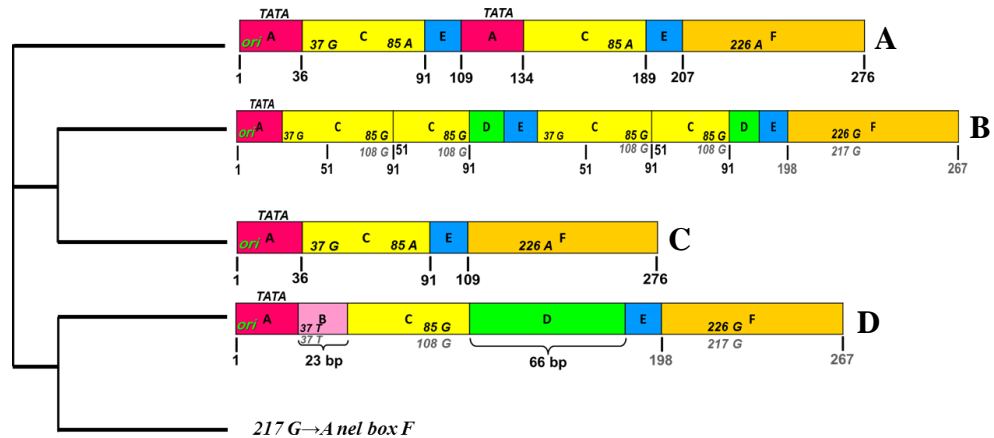 TATA TATA
A C E A C E F A
ori 37 G 85 A 85 A 226 A
1 36 91 109 134 189 207 276
TATA
A C C D E C C D E F B
ori 37 G 85 G 85 G 37 G 85 G 85 G 226 G
108 G 108 G 108 G 108 G 217 G
1 51 91 51 91 51 91 51 91 198 267
TATA
A C E F C
ori 37 G 85 A 226 A
1 36 91 109 276
TATA
A B C D E F D
ori 37 T 85 G 226 G
37 T 108 G 217 G
1 23 bp 66 bp 198 267
217 G→A nel box F